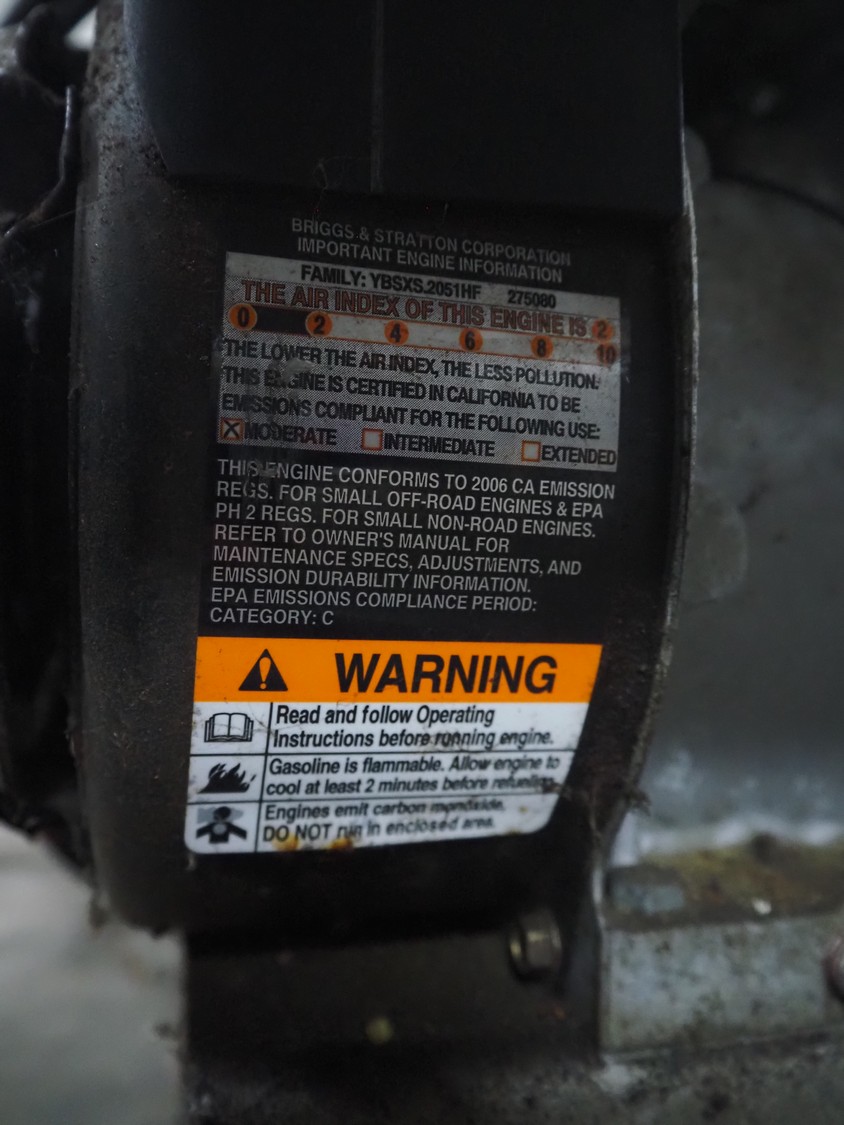 BRIGGS & STRATTON CORPORATION
IMPORTANT ENGINE INFORMATION
FAMILY: YBSXS.2051HF 275080
THE AIR INDEX OF THIS ENGINE IS 2
0 2 4 6 8 10
THE LOWER THE AIR INDEX, THE LESS POLLUTION.
THIS ENGINE IS CERTIFIED IN CALIFORNIA TO BE
EMISSIONS COMPLIANT FOR THE FOLLOWING USE:
☒ MODERATE ☐ INTERMEDIATE ☐ EXTENDED
THIS ENGINE CONFORMS TO 2006 CA EMISSION
REGS. FOR SMALL OFF-ROAD ENGINES & EPA
PH 2 REGS. FOR SMALL NON-ROAD ENGINES.
REFER TO OWNER'S MANUAL FOR
MAINTENANCE SPECS, ADJUSTMENTS, AND
EMISSION DURABILITY INFORMATION.
EPA EMISSIONS COMPLIANCE PERIOD:
CATEGORY: C
WARNING
Read and follow Operating
Instructions before running engine.
Gasoline is flammable. Allow engine to
cool at least 2 minutes before refueling.
Engines emit carbon monoxide.
DO NOT run in enclosed area.